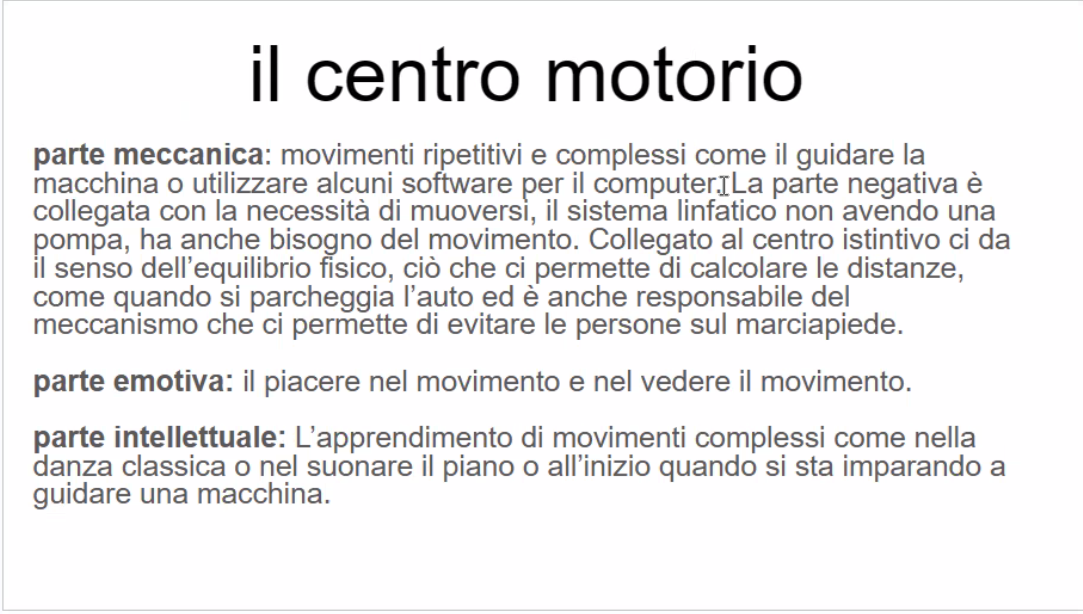 il centro motorio
parte meccanica: movimenti ripetitivi e complessi come il guidare la
macchina o utilizzare alcuni software per il computer. La parte negativa è
collegata con la necessità di muoversi, il sistema linfatico non avendo una
pompa, ha anche bisogno del movimento. Collegato al centro istintivo ci da
il senso dell’equilibrio fisico, ciò che ci permette di calcolare le distanze,
come quando si parcheggia l’auto ed è anche responsabile del
meccanismo che ci permette di evitare le persone sul marciapiede.
parte emotiva: il piacere nel movimento e nel vedere il movimento.
parte intellettuale: L’apprendimento di movimenti complessi come nella
danza classica o nel suonare il piano o all’inizio quando si sta imparando a
guidare una macchina.